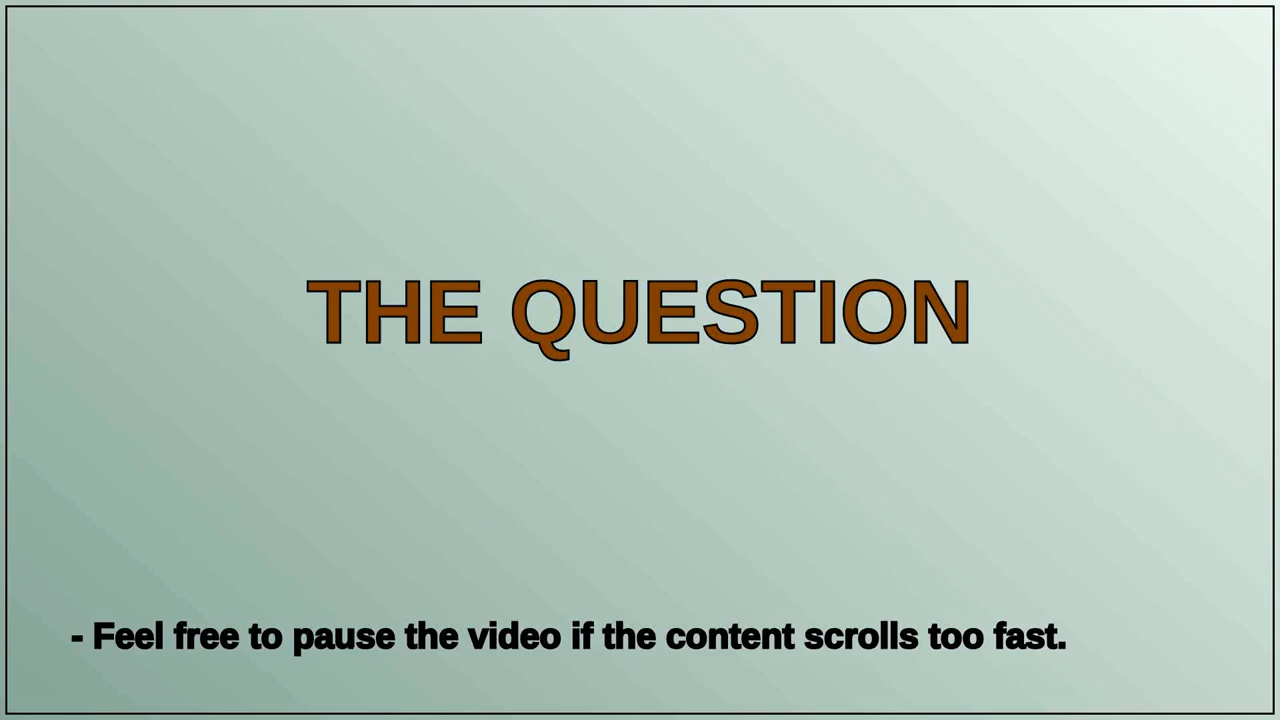 THE QUESTION
- Feel free to pause the video if the content scrolls too fast.